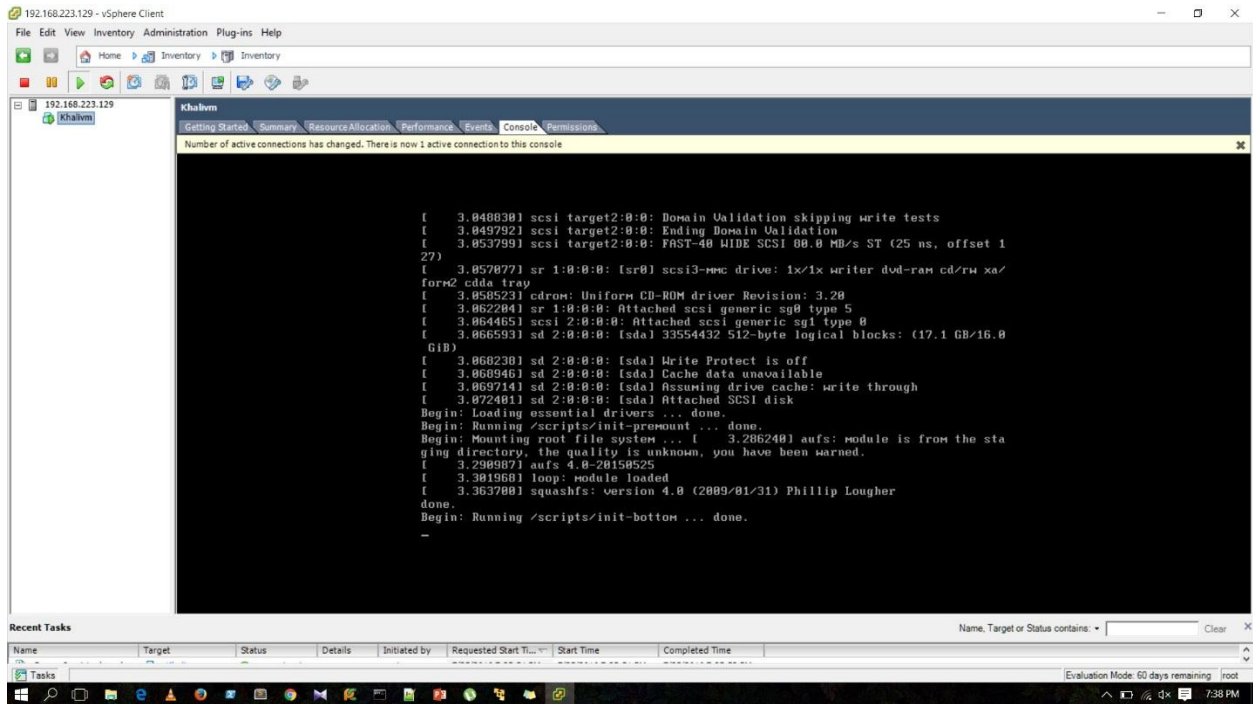 192.168.223.129 - vSphere Client
File Edit View Inventory Administration Plug-ins Help
Home Inventory Inventory
192.168.223.129
Khalivm
Khalivm
Getting Started Summary Resource Allocation Performance Events Console Permissions
Number of active connections has changed. There is now 1 active connection to this console
[ 3.048830] scsi target2:0:0: Domain Validation skipping write tests
[ 3.049792] scsi target2:0:0: Ending Domain Validation
[ 3.053799] scsi target2:0:0: FAST-40 WIDE SCSI 80.0 MB/s ST (25 ns, offset 1
27)
[ 3.057077] sr 1:0:0:0: [sr0] scsi3-mmc drive: 1x/1x writer dvd-ram cd/rw xa/
form2 cdda tray
[ 3.058523] cdrom: Uniform CD-ROM driver Revision: 3.20
[ 3.062204] sr 1:0:0:0: Attached scsi generic sg0 type 5
[ 3.064465] scsi 2:0:0:0: Attached scsi generic sg1 type 0
[ 3.066593] sd 2:0:0:0: [sda] 33554432 512-byte logical blocks: (17.1 GB/16.0
GiB)
[ 3.068238] sd 2:0:0:0: [sda] Write Protect is off
[ 3.068946] sd 2:0:0:0: [sda] Cache data unavailable
[ 3.069714] sd 2:0:0:0: [sda] Assuming drive cache: write through
[ 3.072401] sd 2:0:0:0: [sda] Attached SCSI disk
Begin: Loading essential drivers ... done.
Begin: Running /scripts/init-premount ... done.
Begin: Mounting root file system ... [ 3.286240] aufs: module is from the sta
ging directory, the quality is unknown, you have been warned.
[ 3.290987] aufs 4.0-20150525
[ 3.301968] loop: module loaded
[ 3.363700] squashfs: version 4.0 (2009/01/31) Phillip Lougher
done.
Begin: Running /scripts/init-bottom ... done.
Recent Tasks
Name, Target or Status contains: Clear
Name Target Status Details Initiated by Requested Start Ti... Start Time Completed Time
Tasks
Evaluation Mode: 60 days remaining root
7:38 PM